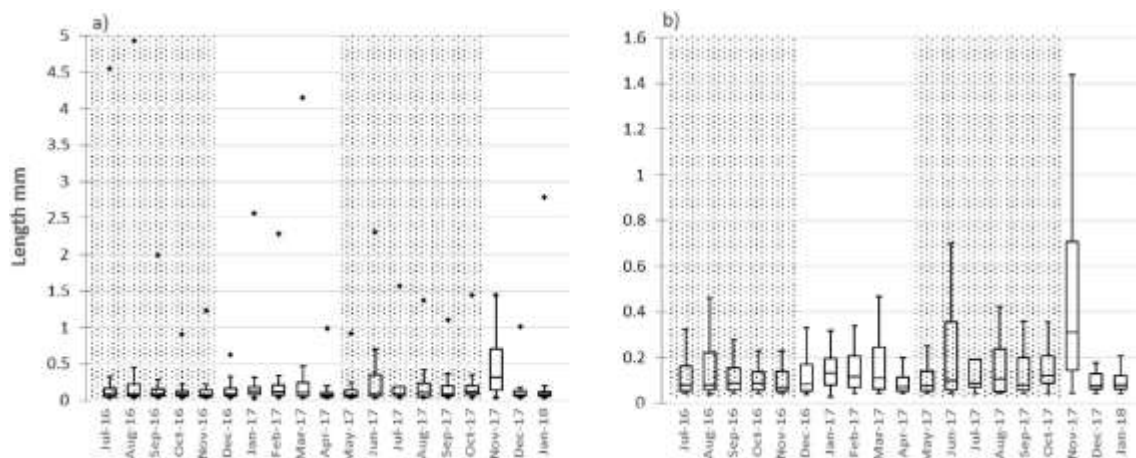 a)
5
4.5
4
3.5
3
2.5
2
1.5
1
0.5
0
Length mm
Jul-16
Aug-16
Sep-16
Oct-16
Nov-16
Dec-16
Jan-17
Feb-17
Mar-17
Apr-17
May-17
Jun-17
Jul-17
Aug-17
Sep-17
Oct-17
Nov-17
Dec-17
Jan-18
b)
1.6
1.4
1.2
1
0.8
0.6
0.4
0.2
0
Jul-16
Aug-16
Sep-16
Oct-16
Nov-16
Dec-16
Jan-17
Feb-17
Mar-17
Apr-17
May-17
Jun-17
Jul-17
Aug-17
Sep-17
Oct-17
Nov-17
Dec-17
Jan-18